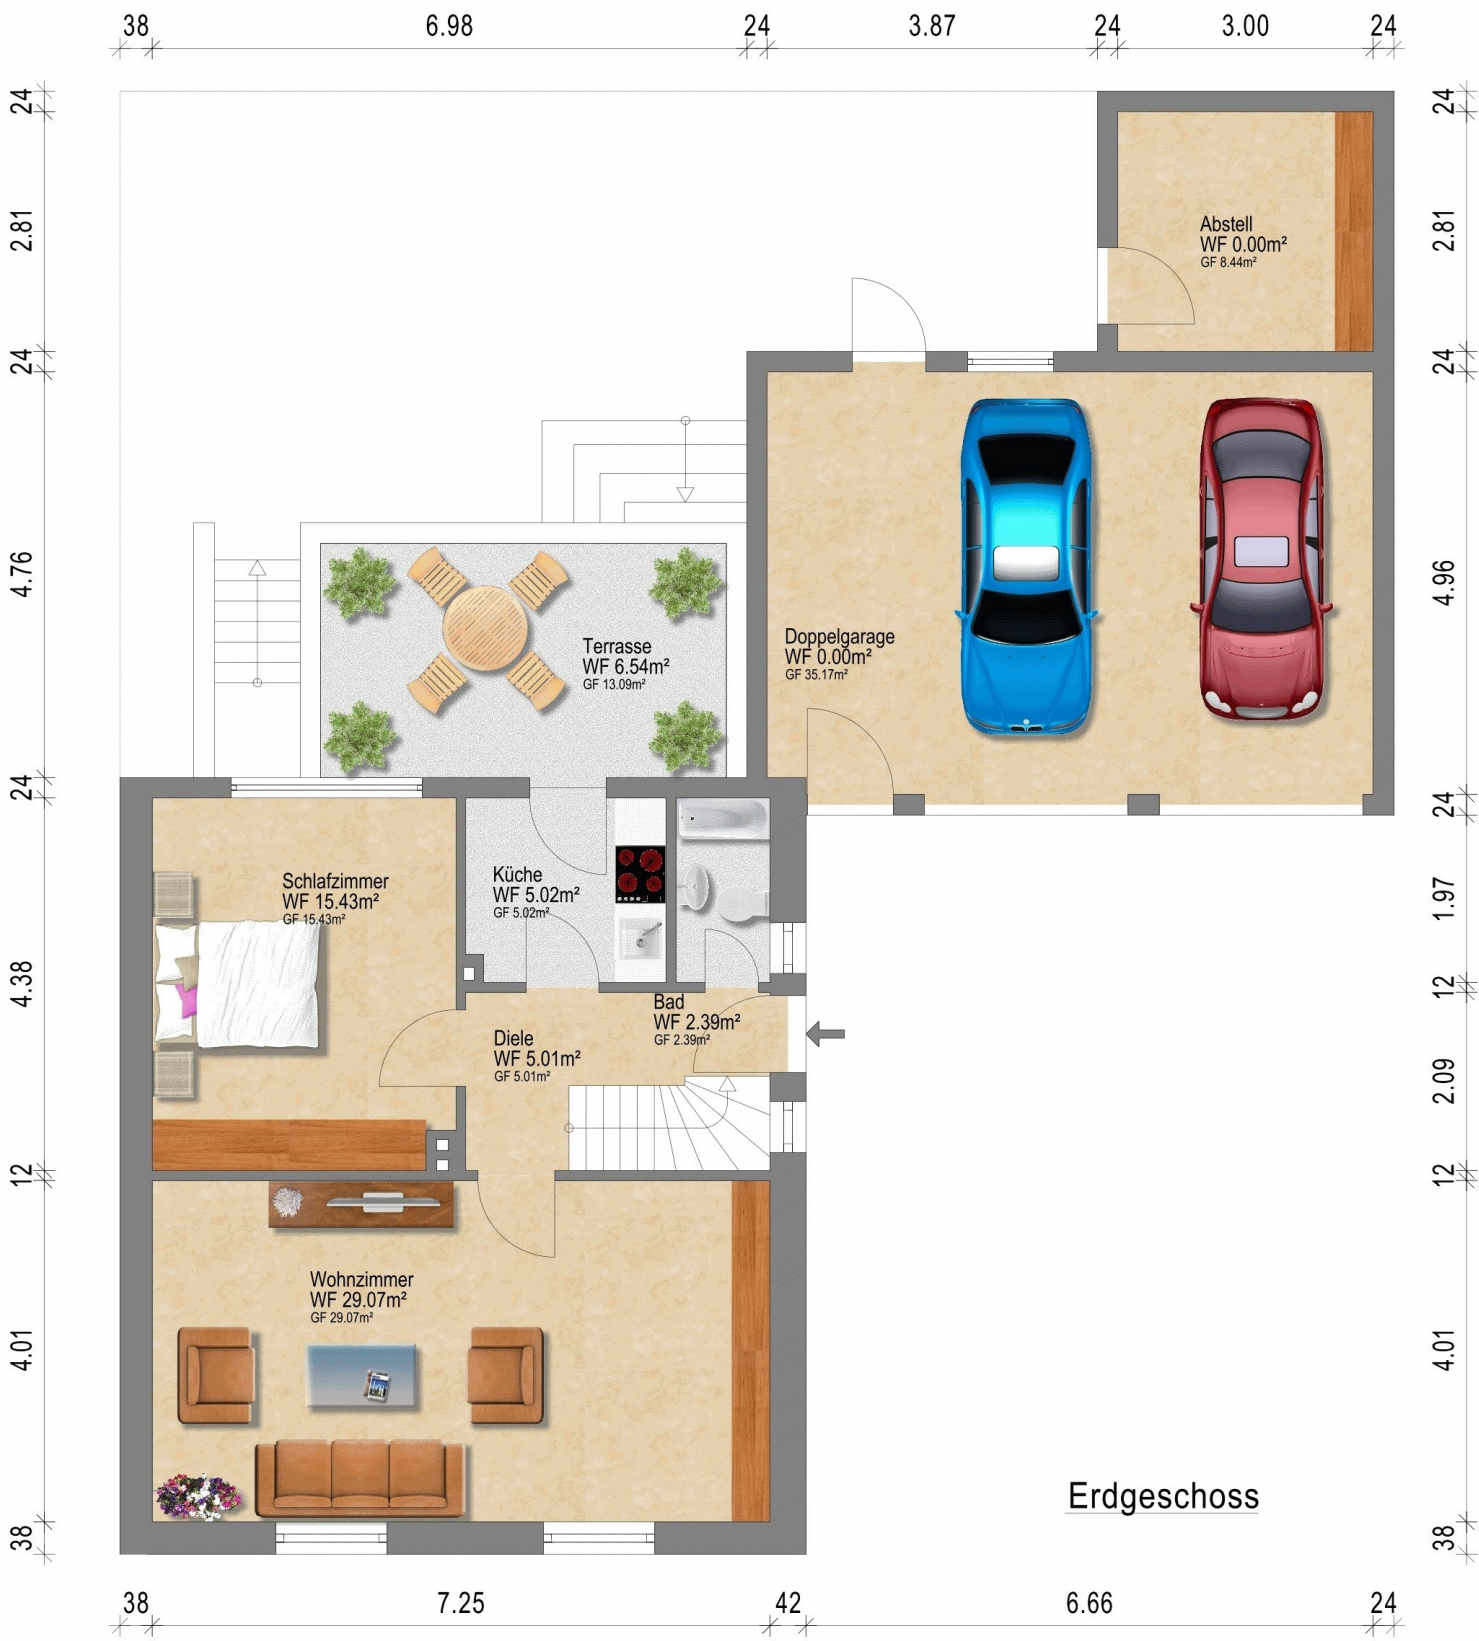 38 6.98 24 3.87 24 3.00 24
24
2.81
24
4.76
24
4.38
12
4.01
38
24
2.81
24
4.96
24
1.97
12
2.09
12
4.01
38
Abstell
WF 0.00m²
GF 8.44m²
Terrasse
WF 6.54m²
GF 13.09m²
Doppelgarage
WF 0.00m²
GF 35.17m²
Schlafzimmer
WF 15.43m²
GF 15.43m²
Küche
WF 5.02m²
GF 5.02m²
Bad
WF 2.39m²
GF 2.39m²
Diele
WF 5.01m²
GF 5.01m²
Wohnzimmer
WF 29.07m²
GF 29.07m²
Erdgeschoss
38 7.25 42 6.66 24